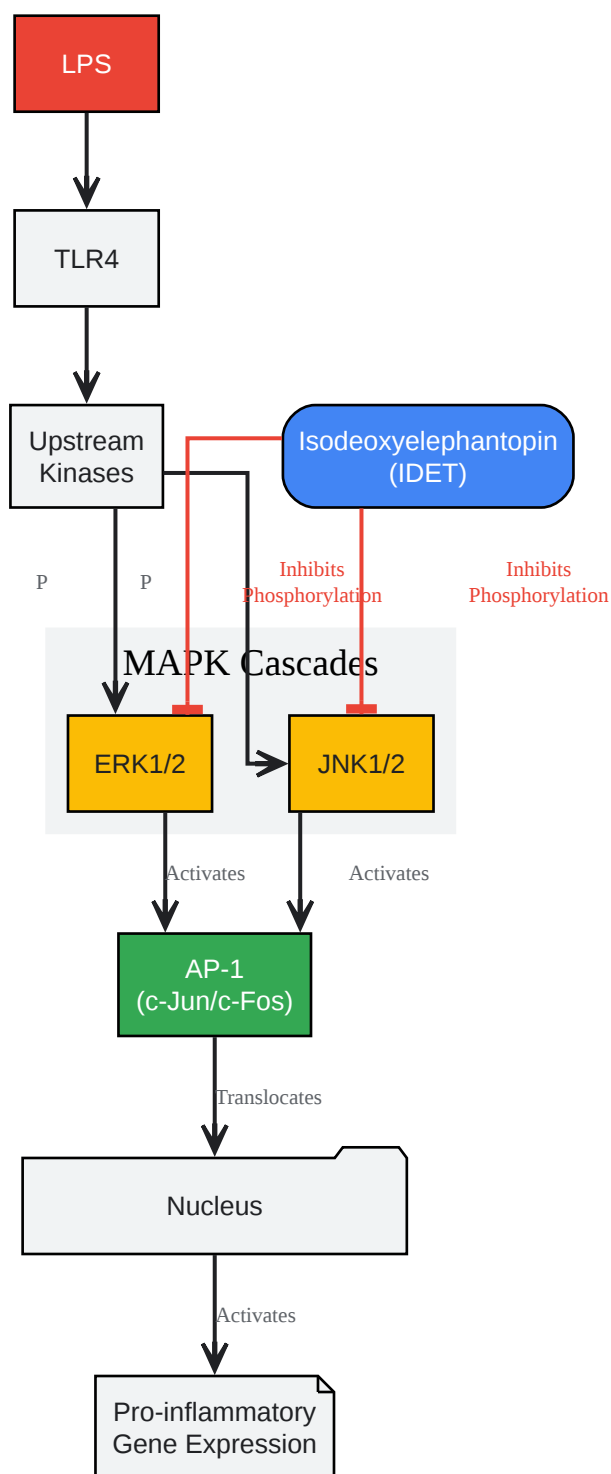 LPS
TLR4
Upstream
Kinases
Isodeoxyelephantopin
(IDET)
P
P
Inhibits
Phosphorylation
Inhibits
Phosphorylation
MAPK Cascades
ERK1/2
JNK1/2
Activates
Activates
AP-1
(c-Jun/c-Fos)
Translocates
Nucleus
Activates
Pro-inflammatory
Gene Expression